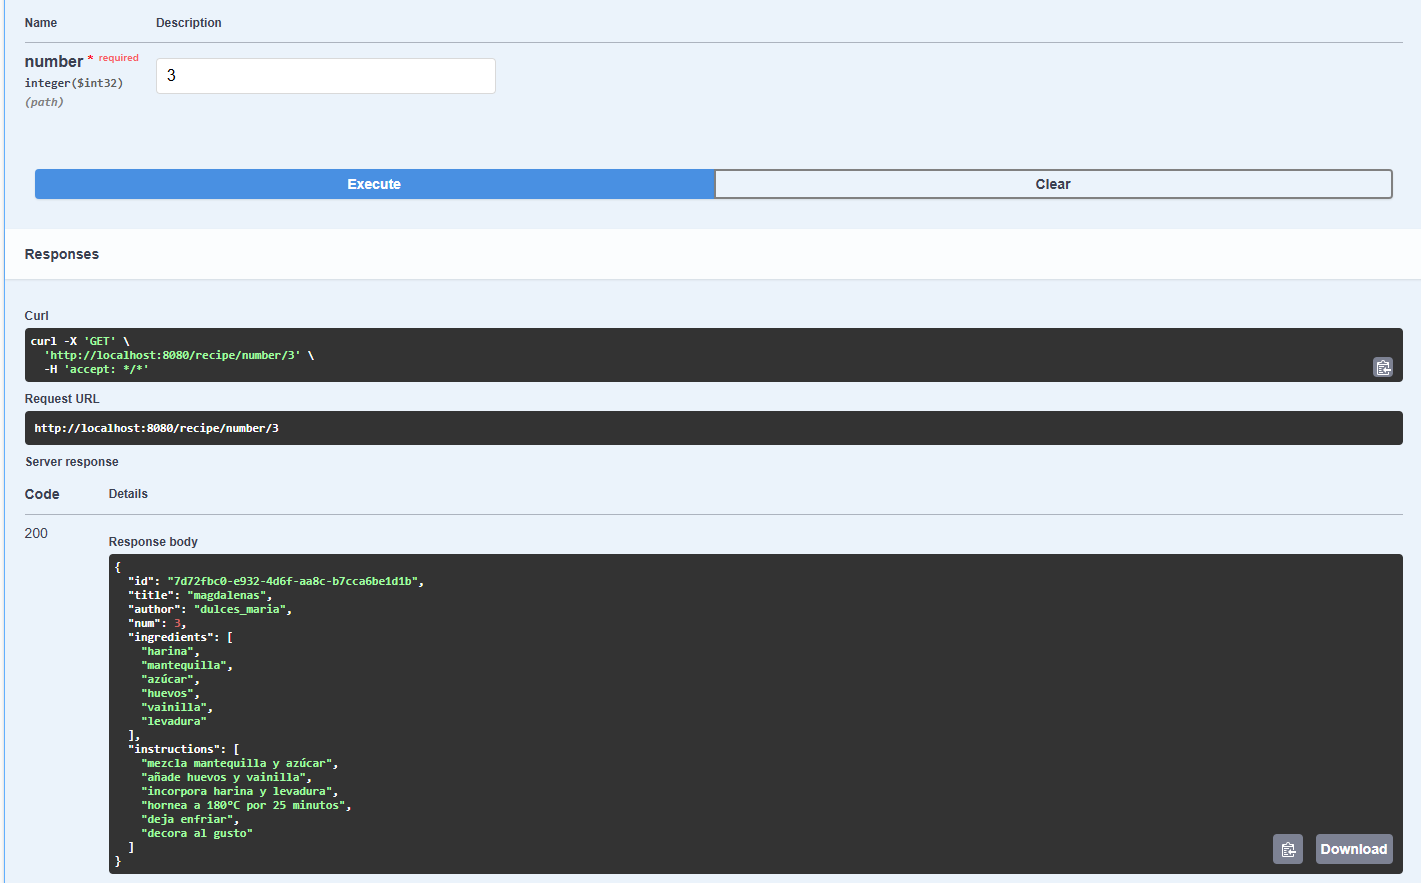 Name Description
number * required
3
integer($int32)
(path)
Execute Clear
Responses
Curl
curl -X 'GET' \
  'http://localhost:8080/recipe/number/3' \
  -H 'accept: */*'
Request URL
http://localhost:8080/recipe/number/3
Server response
Code Details
200
Response body
{
  "id": "7d72fbc0-e932-4d6f-aa8c-b7cca6be1d1b",
  "title": "magdalenas",
  "author": "dulces_maria",
  "num": 3,
  "ingredients": [
    "harina",
    "mantequilla",
    "azúcar",
    "huevos",
    "vainilla",
    "levadura"
  ],
  "instructions": [
    "mezcla mantequilla y azúcar",
    "añade huevos y vainilla",
    "incorpora harina y levadura",
    "hornea a 180ºC por 25 minutos",
    "deja enfriar",
    "decora al gusto"
  ]
}
Download